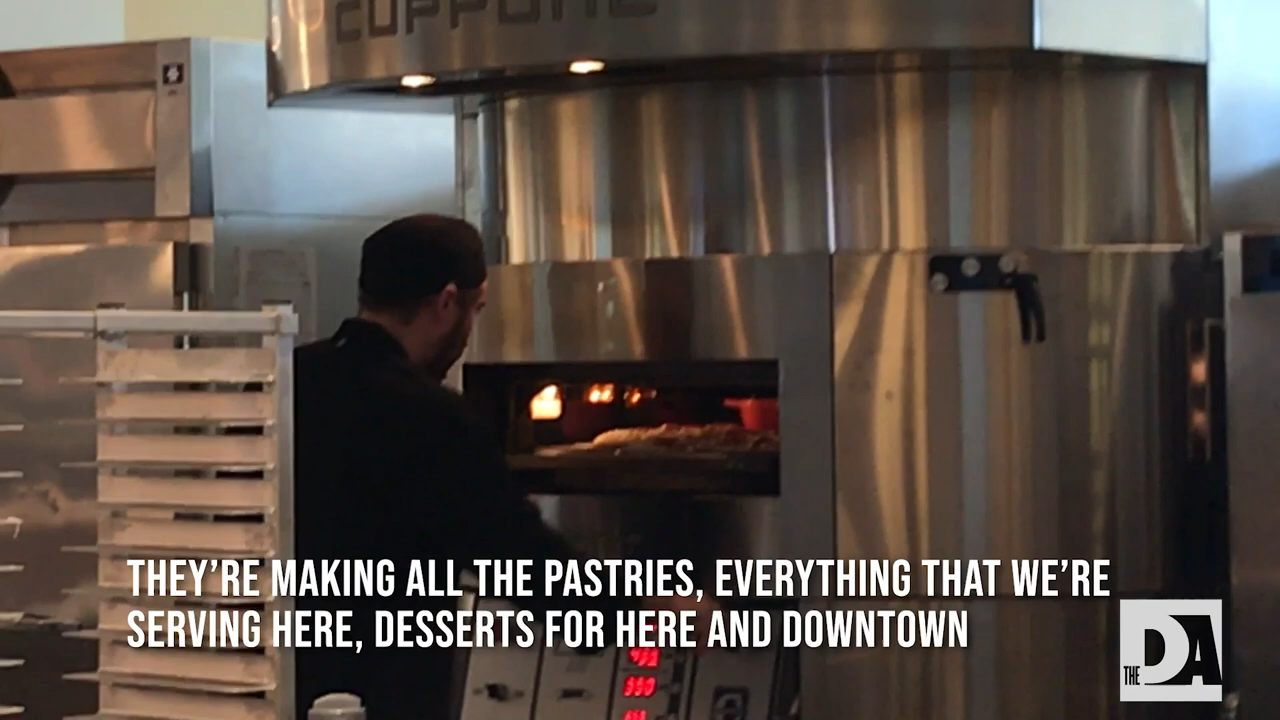 CUPPONE
THEY’RE MAKING ALL THE PASTRIES, EVERYTHING THAT WE’RE
SERVING HERE, DESSERTS FOR HERE AND DOWNTOWN
THE DA